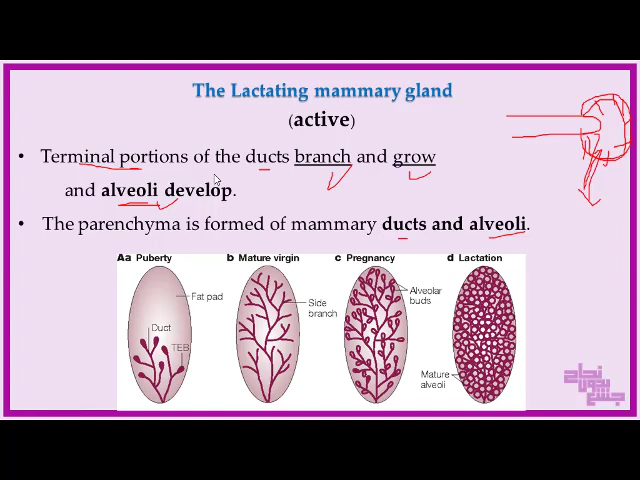 The Lactating mammary gland
(active)
• Terminal portions of the ducts branch and grow
and alveoli develop.
• The parenchyma is formed of mammary ducts and alveoli.
Aa Puberty
b Mature virgin
c Pregnancy
d Lactation
Fat pad
Duct
TEB
Side
branch
Alveolar
buds
Mature
alveoli